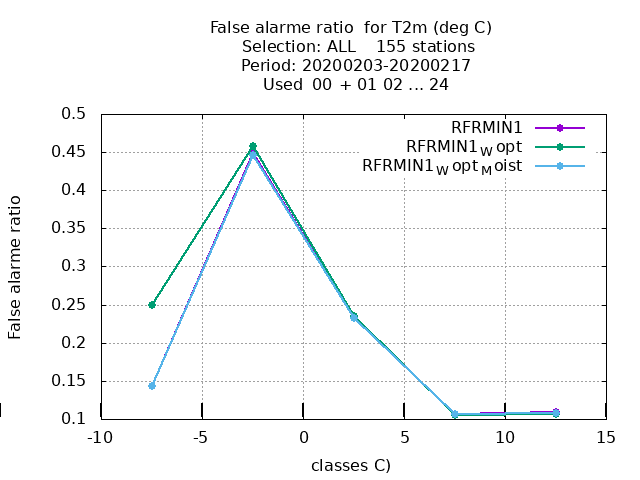 False alarme ratio  for T2m (deg C)
Selection: ALL    155 stations
Period: 20200203-20200217
Used  00 + 01 02 ... 24
False alarme ratio
0.5
0.45
0.4
0.35
0.3
0.25
0.2
0.15
0.1
RFRMIN1
RFRMIN1W opt
RFRMIN1W optM oist
-10
-5
0
5
10
15
classes C)